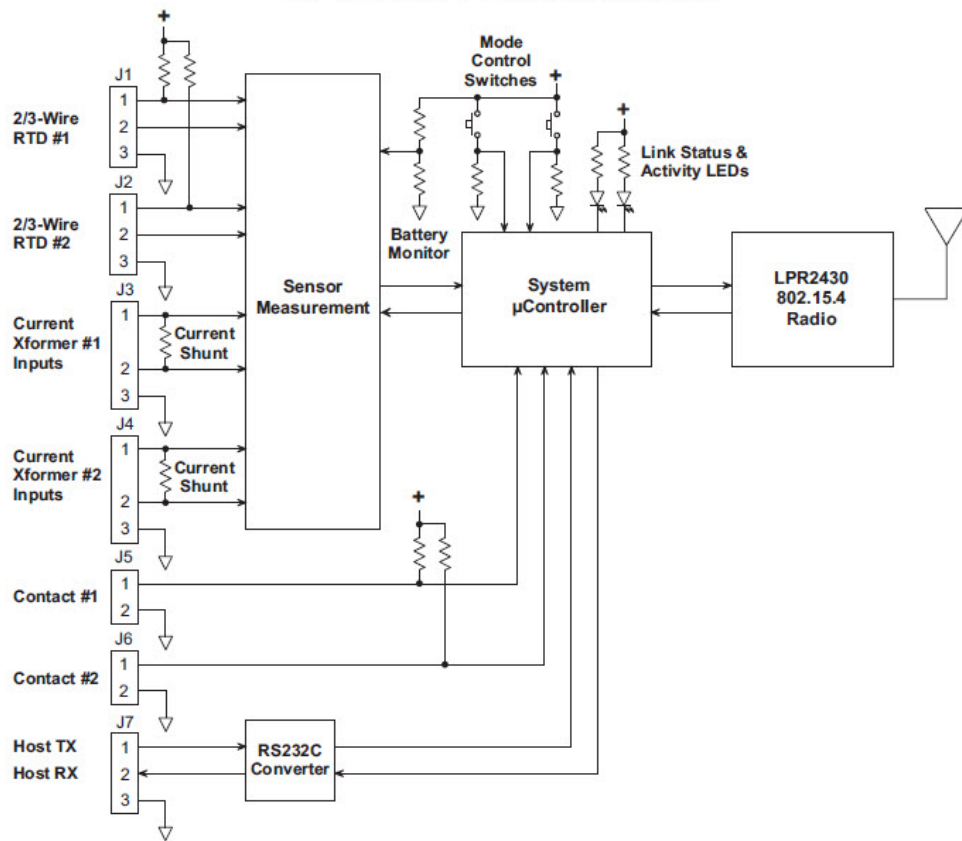 +
J1
1
2
3
2/3-Wire
RTD #1
J2
1
2
3
2/3-Wire
RTD #2
J3
1
2
3
Current
Xformer #1
Inputs
Current
Shunt
J4
1
2
3
Current
Xformer #2
Inputs
Current
Shunt
J5
1
2
Contact #1
J6
1
2
Contact #2
J7
1
2
3
Host TX
Host RX
Sensor
Measurement
Mode
Control
Switches
+
+
Link Status &
Activity LEDs
Battery
Monitor
System
µController
LPR2430
802.15.4
Radio
+
RS232C
Converter